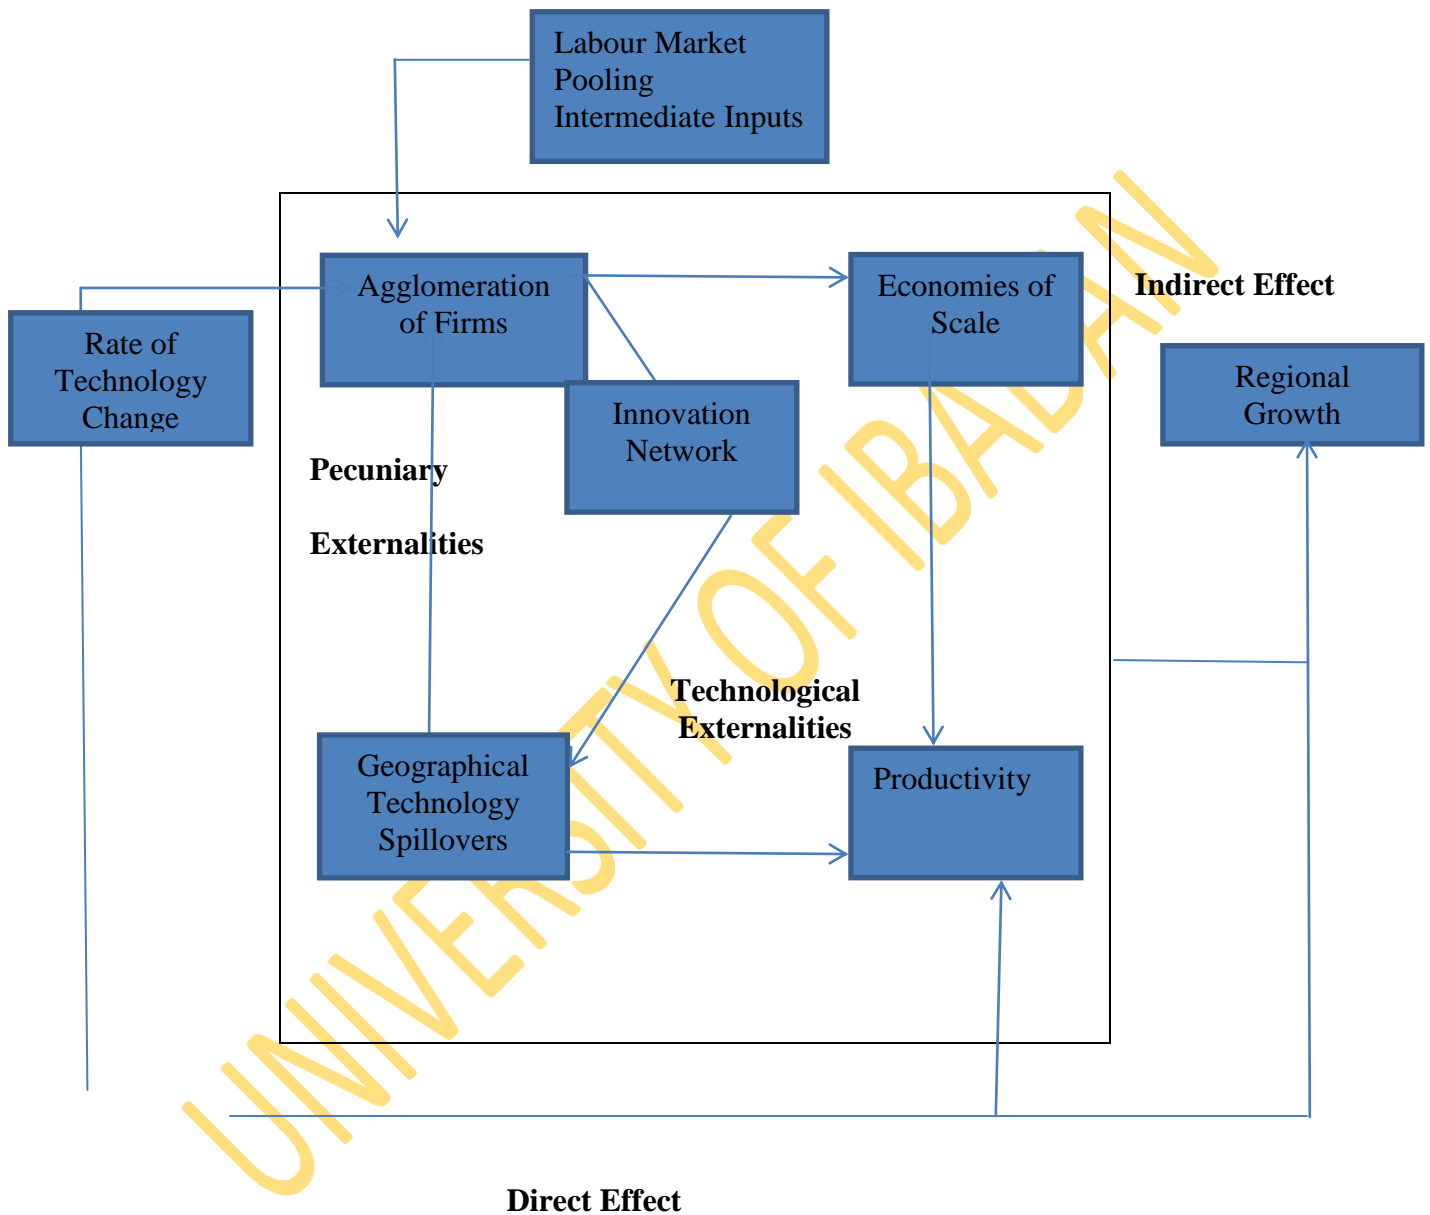 Labour Market
Pooling
Intermediate Inputs
Agglomeration
of Firms
Economies of
Scale
Indirect Effect
Rate of
Technology
Change
Regional
Growth
Innovation
Network
Pecuniary
Externalities
Technological
Externalities
Geographical
Technology
Spillovers
Productivity
Direct Effect
UNIVERSITY OF IBADAN